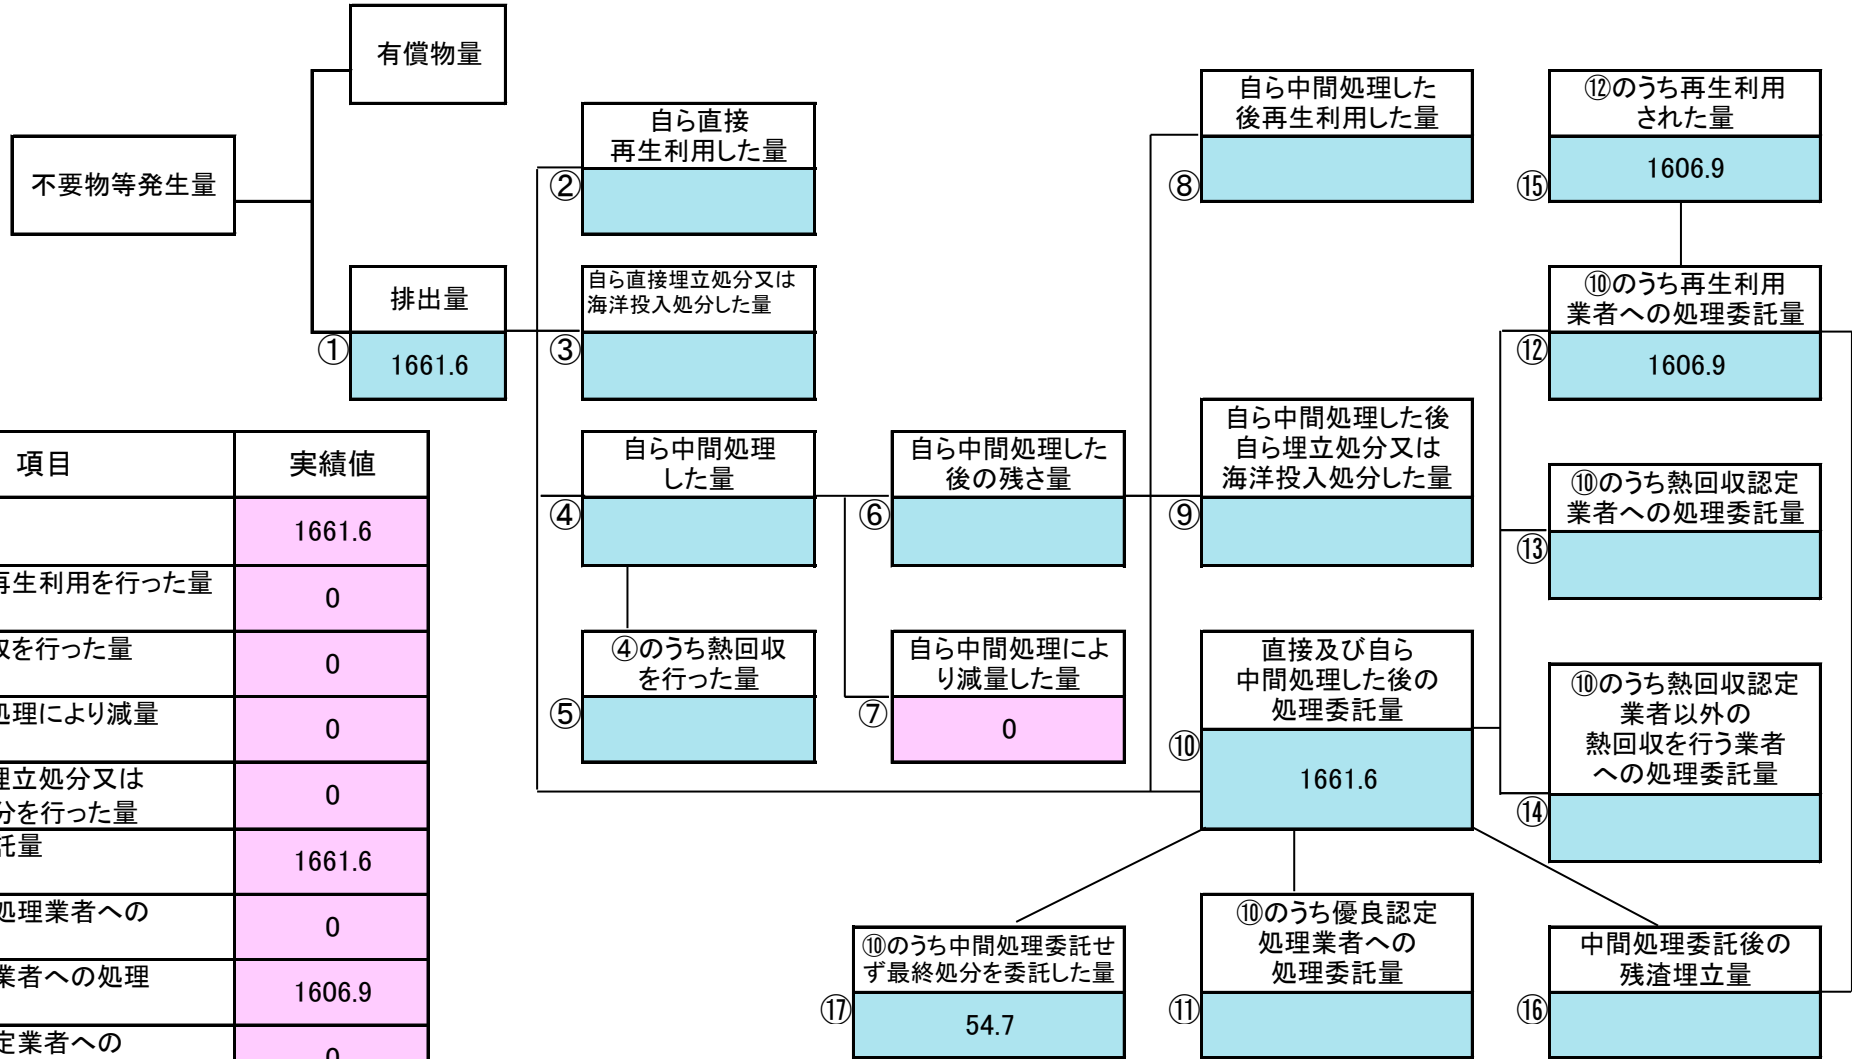 有償物量
不要物等発生量
排出量
①
1661.6
自ら直接
再生利用した量
②
自ら直接埋立処分又は
海洋投入処分した量
③
自ら中間処理
した量
④
④のうち熱回収
を行った量
⑤
自ら中間処理した
後の残さ量
⑥
自ら中間処理によ
り減量した量
⑦
0
自ら中間処理した
後再生利用した量
⑧
自ら中間処理した後
自ら埋立処分又は
海洋投入処分した量
⑨
直接及び自ら
中間処理した後の
処理委託量
⑩
1661.6
⑫のうち再生利用
された量
⑮
1606.9
⑩のうち再生利用
業者への処理委託量
⑫
1606.9
⑩のうち熱回収認定
業者への処理委託量
⑬
⑩のうち熱回収認定
業者以外の
熱回収を行う業者
への処理委託量
⑭
⑩のうち中間処理委託せ
ず最終処分を委託した量
⑰
54.7
⑩のうち優良認定
処理業者への
処理委託量
⑪
中間処理委託後の
残渣埋立量
⑯
項目 実績値
1661.6
再生利用を行った量 0
収を行った量 0
処理により減量 0
埋立処分又は
分を行った量 0
託量 1661.6
処理業者への 0
業者への処理 1606.9
定業者への 0